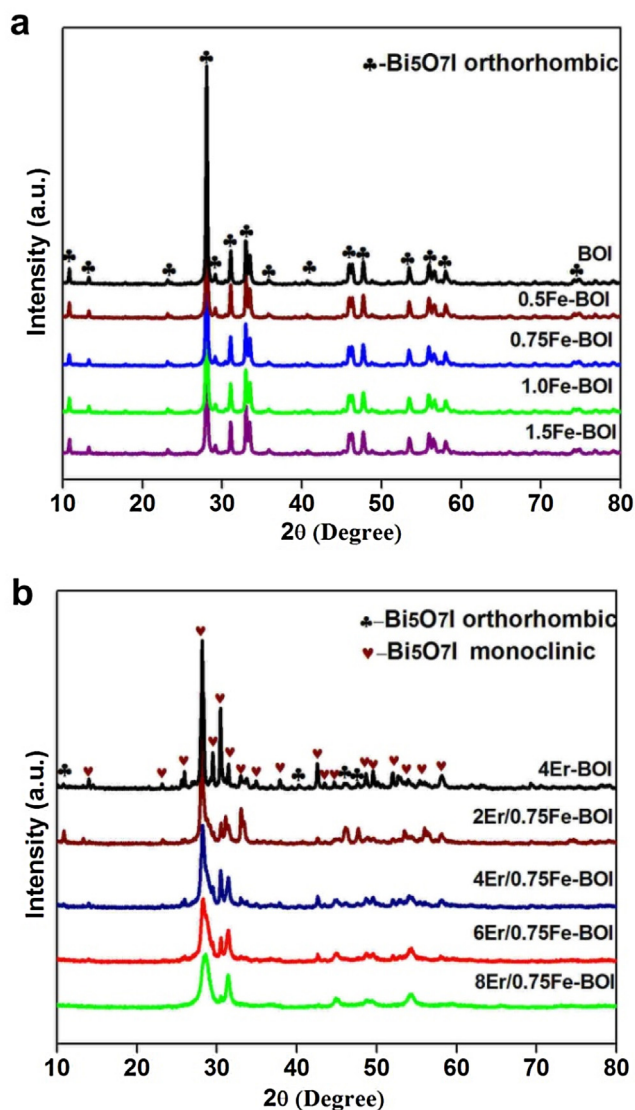 a
♣-Bi5O7I orthorhombic
BOI
0.5Fe-BOI
0.75Fe-BOI
1.0Fe-BOI
1.5Fe-BOI
Intensity (a.u.)
10 20 30 40 50 60 70 80
2θ (Degree)
b
♣-Bi5O7I orthorhombic
♥-Bi5O7I monoclinic
4Er-BOI
2Er/0.75Fe-BOI
4Er/0.75Fe-BOI
6Er/0.75Fe-BOI
8Er/0.75Fe-BOI
Intensity (a.u.)
10 20 30 40 50 60 70 80
2θ (Degree)